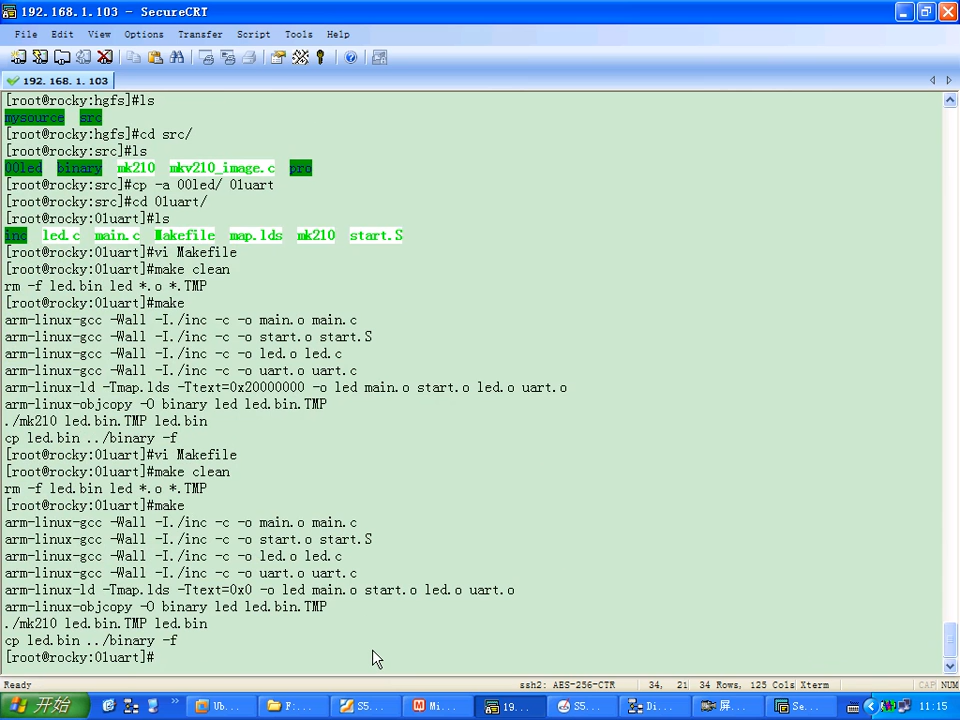 192.168.1.103 - SecureCRT
File Edit View Options Transfer Script Tools Help
192.168.1.103
[root@rocky:hgfs]#ls
mysource src
[root@rocky:hgfs]#cd src/
[root@rocky:src]#ls
00led binary mk210 mkv210_image.c pro
[root@rocky:src]#cp -a 00led/ 01uart
[root@rocky:src]#cd 01uart/
[root@rocky:01uart]#ls
inc led.c main.c Makefile map.lds mk210 start.S
[root@rocky:01uart]#vi Makefile
[root@rocky:01uart]#make clean
rm -f led.bin led *.o *.TMP
[root@rocky:01uart]#make
arm-linux-gcc -Wall -I./inc -c -o main.o main.c
arm-linux-gcc -Wall -I./inc -c -o start.o start.S
arm-linux-gcc -Wall -I./inc -c -o led.o led.c
arm-linux-gcc -Wall -I./inc -c -o uart.o uart.c
arm-linux-ld -Tmap.lds -Ttext=0x20000000 -o led main.o start.o led.o uart.o
arm-linux-objcopy -O binary led led.bin.TMP
./mk210 led.bin.TMP led.bin
cp led.bin ../binary -f
[root@rocky:01uart]#vi Makefile
[root@rocky:01uart]#make clean
rm -f led.bin led *.o *.TMP
[root@rocky:01uart]#make
arm-linux-gcc -Wall -I./inc -c -o main.o main.c
arm-linux-gcc -Wall -I./inc -c -o start.o start.S
arm-linux-gcc -Wall -I./inc -c -o led.o led.c
arm-linux-gcc -Wall -I./inc -c -o uart.o uart.c
arm-linux-ld -Tmap.lds -Ttext=0x0 -o led main.o start.o led.o uart.o
arm-linux-objcopy -O binary led led.bin.TMP
./mk210 led.bin.TMP led.bin
cp led.bin ../binary -f
[root@rocky:01uart]#
Ready ssh2: AES-256-CTR 34, 21 34 Rows, 125 Cols Xterm CAP NUM
开始 Ub... F:... S5... Mi... 19... S5... Di... 屏... Se... 11:15